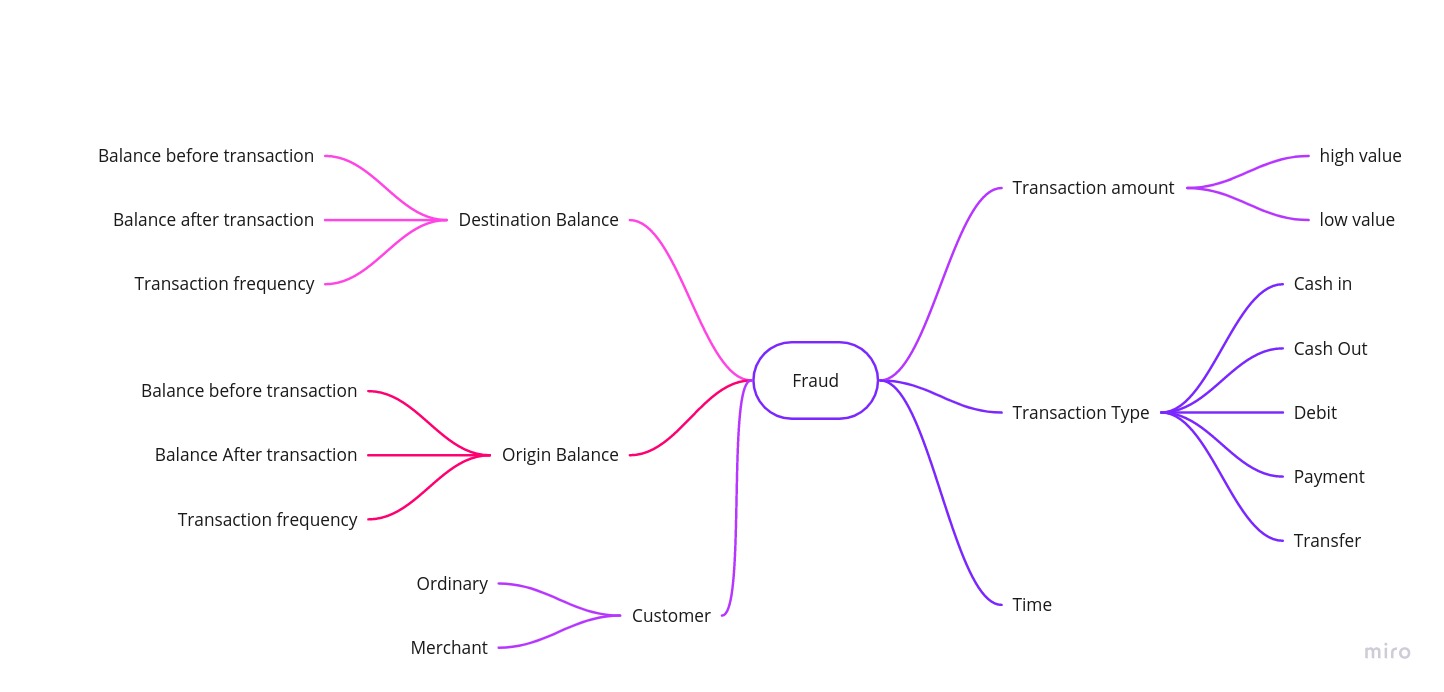 Balance before transaction
Balance after transaction
Transaction frequency
Destination Balance
Balance before transaction
Balance After transaction
Transaction frequency
Origin Balance
Ordinary
Merchant
Customer
Fraud
Transaction amount
high value
low value
Transaction Type
Cash in
Cash Out
Debit
Payment
Transfer
Time
miro